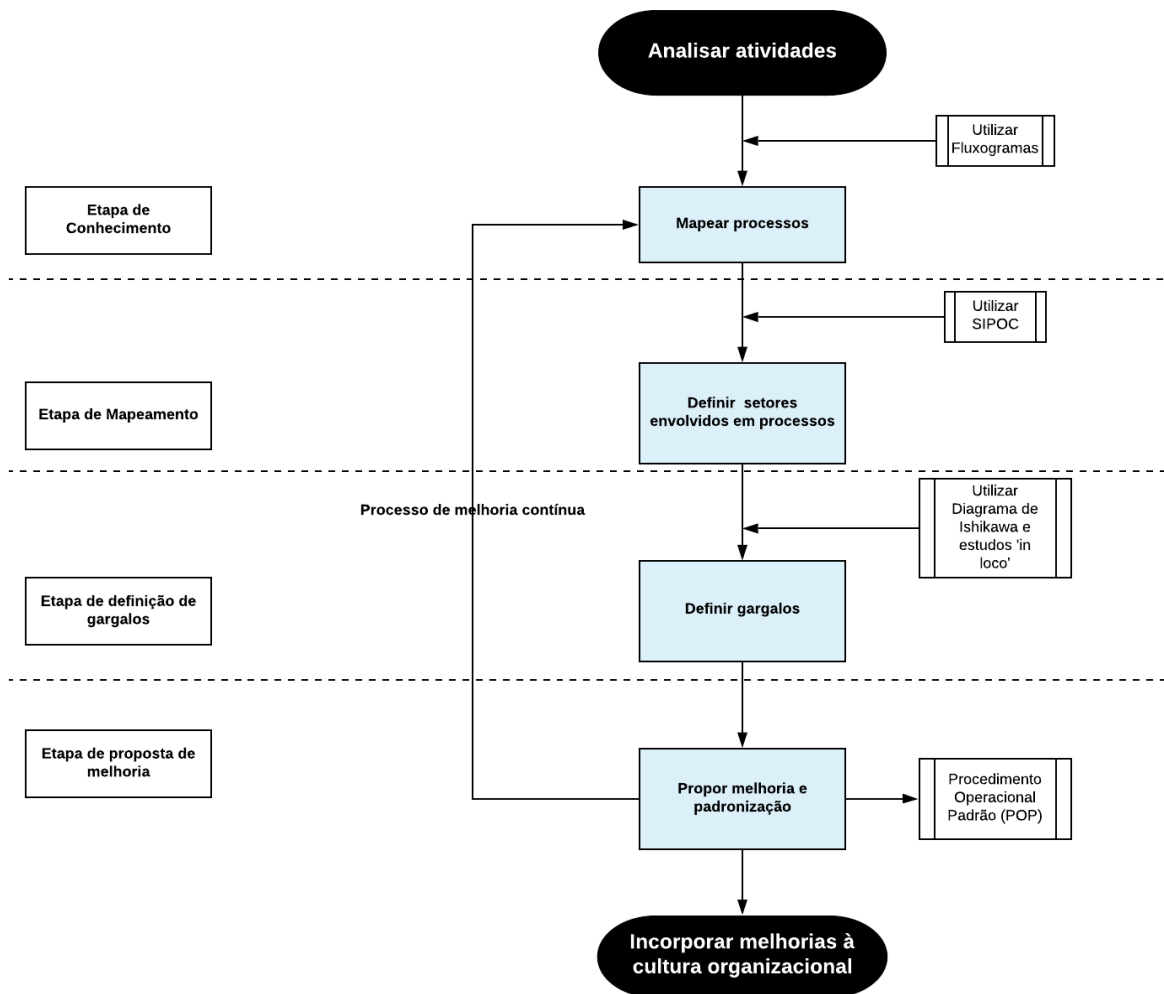 Analisar atividades
Utilizar
Fluxogramas
Etapa de
Conhecimento
Mapear processos
Utilizar
SIPOC
Etapa de Mapeamento
Definir setores
envolvidos em processos
Processo de melhoria contínua
Utilizar
Diagrama de
Ishikawa e
estudos 'in
loco'
Etapa de definição de
gargalos
Definir gargalos
Etapa de proposta de
melhoria
Propor melhoria e
padronização
Procedimento
Operacional
Padrão (POP)
Incorporar melhorias à
cultura organizacional